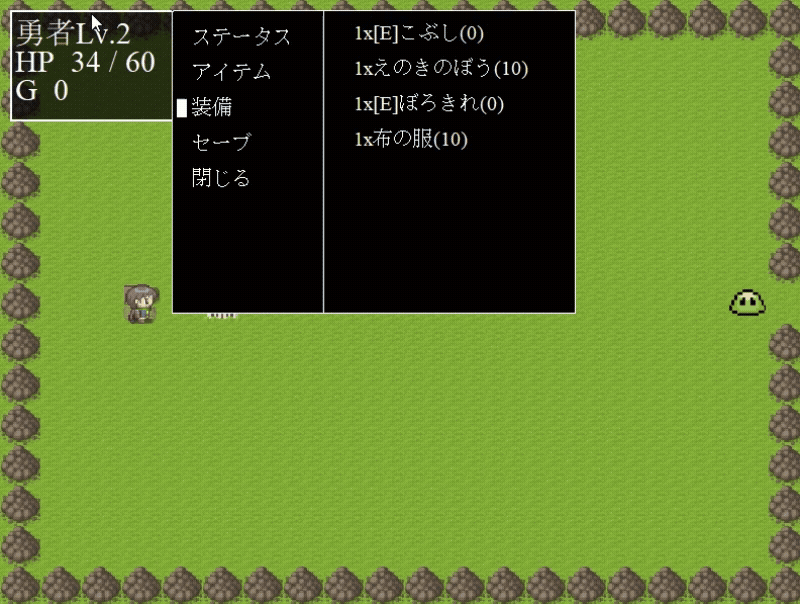 勇者Lv.2
HP 34 / 60
G 0
ステータス
アイテム
装備
セーブ
閉じる
1x[E]こぶし(0)
1xえのきのぼう(10)
1x[E]ぼろきれ(0)
1x布の服(10)